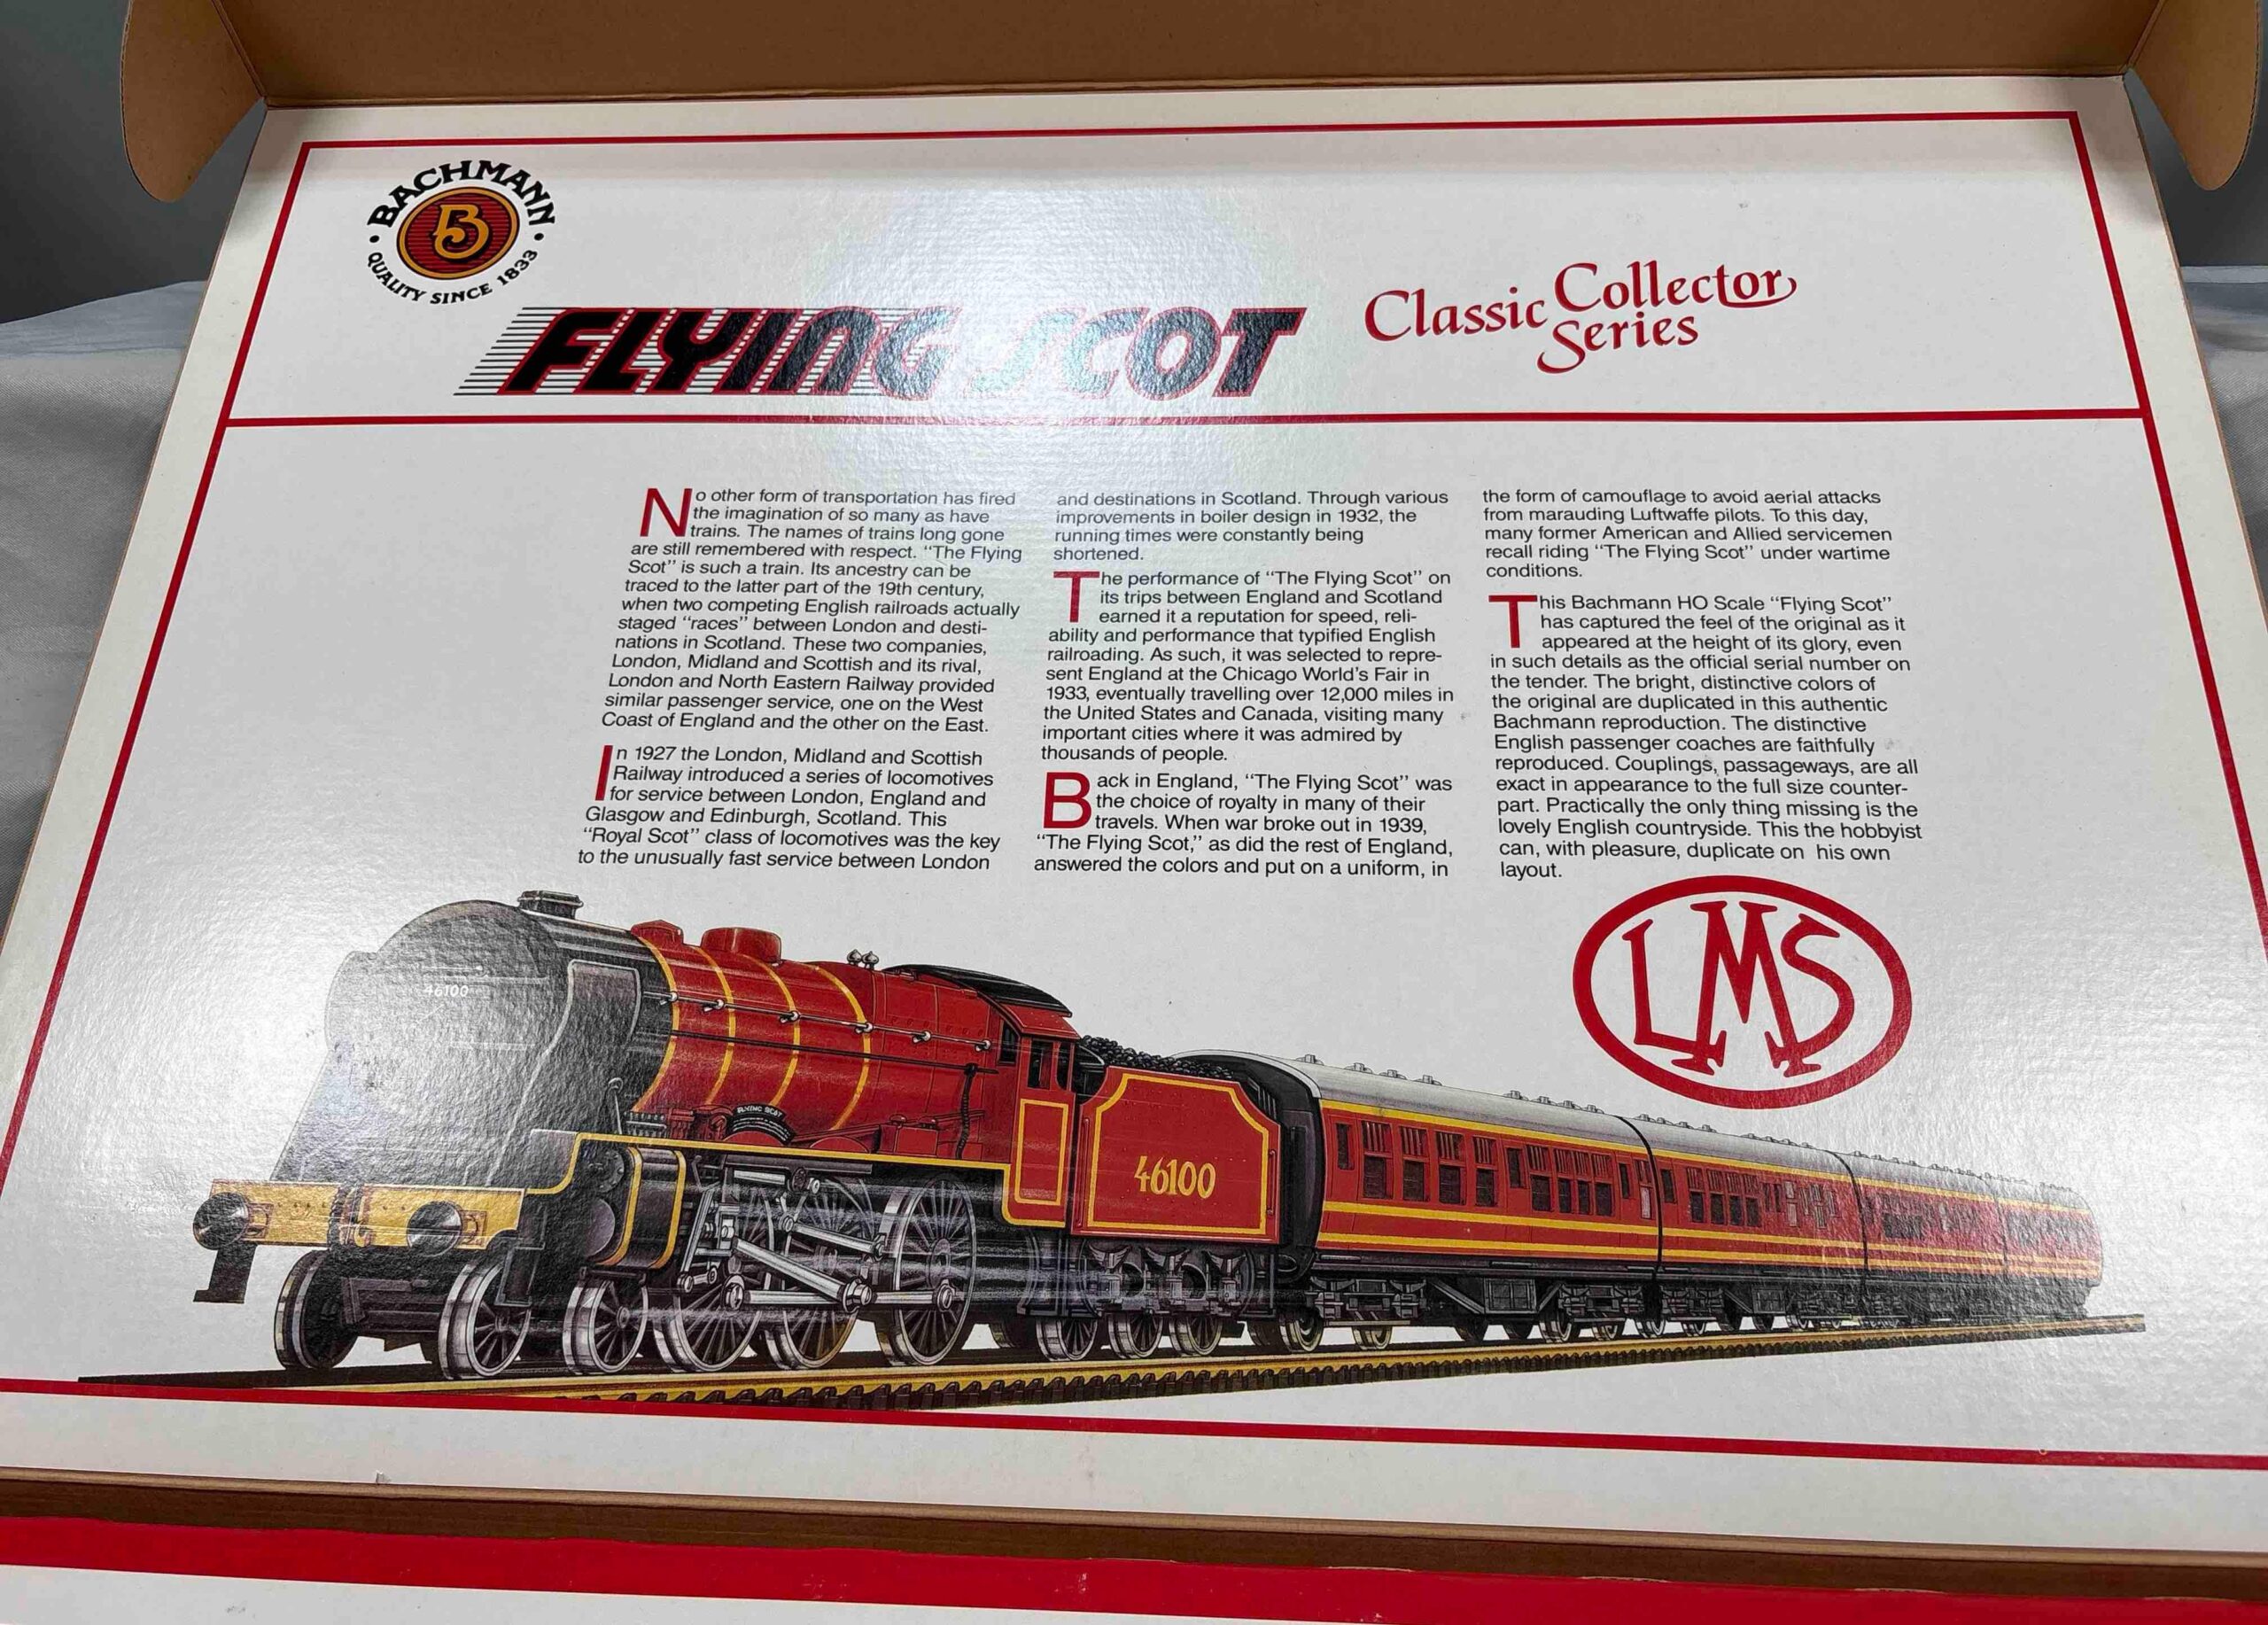 BACHMANN
B
QUALITY SINCE 1833
FLYING SCOT
Classic Collector
Series
No other form of transportation has fired
the imagination of so many as have
trains. The names of trains long gone
are still remembered with respect. "The Flying
Scot" is such a train. Its ancestry can be
traced to the latter part of the 19th century,
when two competing English railroads actually
staged "races" between London and desti-
nations in Scotland. These two companies,
London, Midland and Scottish and its rival,
London and North Eastern Railway provided
similar passenger service, one on the West
Coast of England and the other on the East.
In 1927 the London, Midland and Scottish
Railway introduced a series of locomotives
for service between London, England and
Glasgow and Edinburgh, Scotland. This
"Royal Scot" class of locomotives was the key
to the unusually fast service between London
and destinations in Scotland. Through various
improvements in boiler design in 1932, the
running times were constantly being
shortened.
The performance of "The Flying Scot" on
its trips between England and Scotland
earned it a reputation for speed, reli-
ability and performance that typified English
railroading. As such, it was selected to repre-
sent England at the Chicago World's Fair in
1933, eventually travelling over 12,000 miles in
the United States and Canada, visiting many
important cities where it was admired by
thousands of people.
Back in England, "The Flying Scot" was
the choice of royalty in many of their
travels. When war broke out in 1939,
"The Flying Scot," as did the rest of England,
answered the colors and put on a uniform, in
the form of camouflage to avoid aerial attacks
from marauding Luftwaffe pilots. To this day,
many former American and Allied servicemen
recall riding "The Flying Scot" under wartime
conditions.
This Bachmann HO Scale "Flying Scot"
has captured the feel of the original as it
appeared at the height of its glory, even
in such details as the official serial number on
the tender. The bright, distinctive colors of
the original are duplicated in this authentic
Bachmann reproduction. The distinctive
English passenger coaches are faithfully
reproduced. Couplings, passageways, are all
exact in appearance to the full size counter-
part. Practically the only thing missing is the
lovely English countryside. This the hobbyist
can, with pleasure, duplicate on his own
layout.
LMS
46100
FLYING SCOT
46100